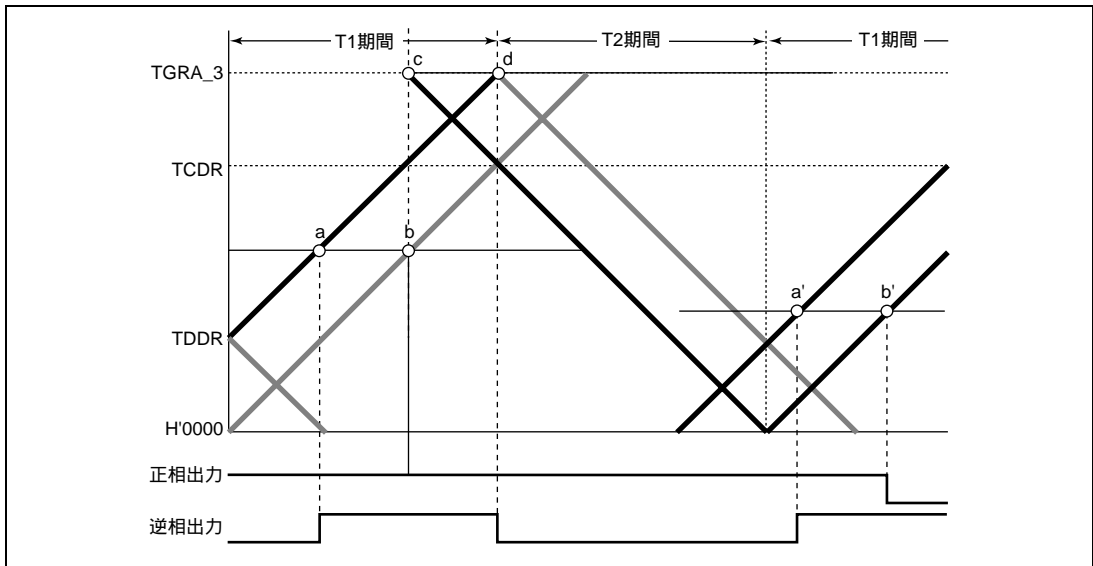 T1期間
T2期間
T1期間
TGRA_3
c
d
TCDR
a
b
a'
b'
TDDR
H'0000
正相出力
逆相出力